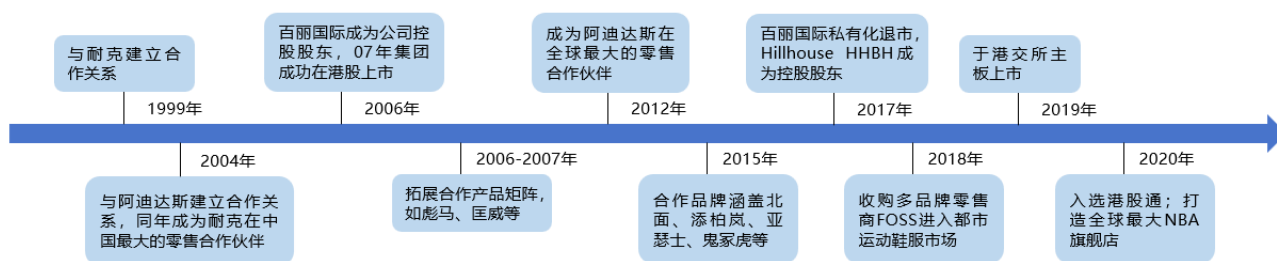 与耐克建立合
作关系
百丽国际成为公司控
股股东，07年集团
成功在港股上市
成为阿迪达斯在
全球最大的零售
合作伙伴
百丽国际私有化退市，
Hillhouse HHBH成
为控股股东
于港交所主
板上市
1999年
2006年
2012年
2017年
2019年
2004年
2006-2007年
2015年
2018年
2020年
与阿迪达斯建立合作关
系，同年成为耐克在中
国最大的零售合作伙伴
拓展合作产品矩阵，
如彪马、匡威等
合作品牌涵盖北
面、添柏岚、亚
瑟士、鬼冢虎等
收购多品牌零售
商FOSS进入都市
运动鞋服市场
入选港股通；打
造全球最大NBA
旗舰店